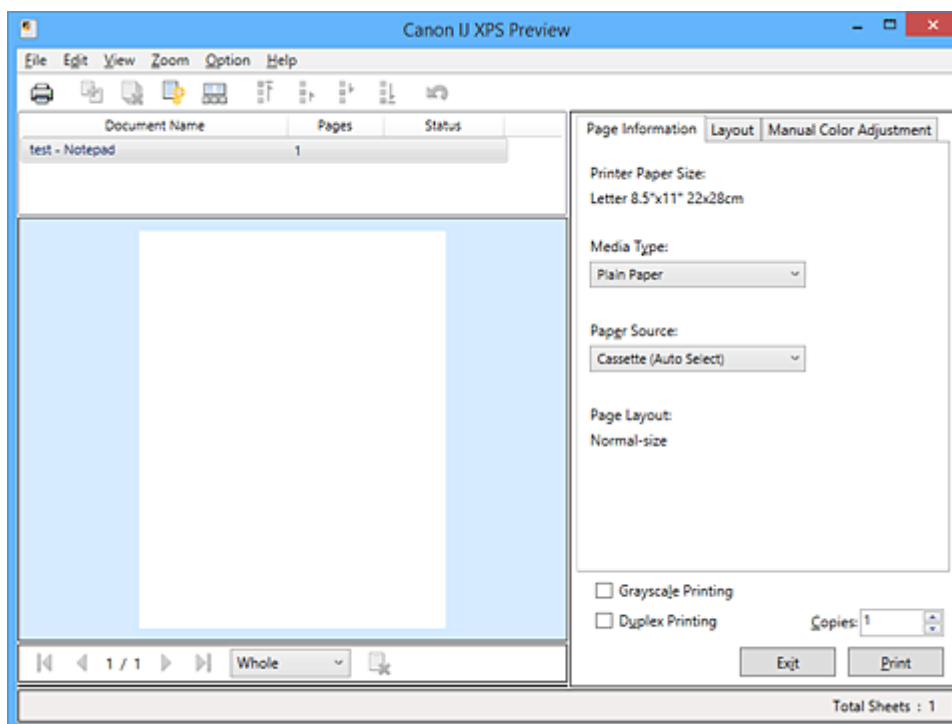 Canon IJ XPS Preview
File Edit View Zoom Option Help
Document Name Pages Status
test - Notepad 1
Page Information Layout Manual Color Adjustment
Printer Paper Size:
Letter 8.5"x11" 22x28cm
Media Type:
Plain Paper
Paper Source:
Cassette (Auto Select)
Page Layout:
Normal-size
Grayscale Printing
Duplex Printing
Copies: 1
1 / 1 Whole
Exit Print
Total Sheets : 1